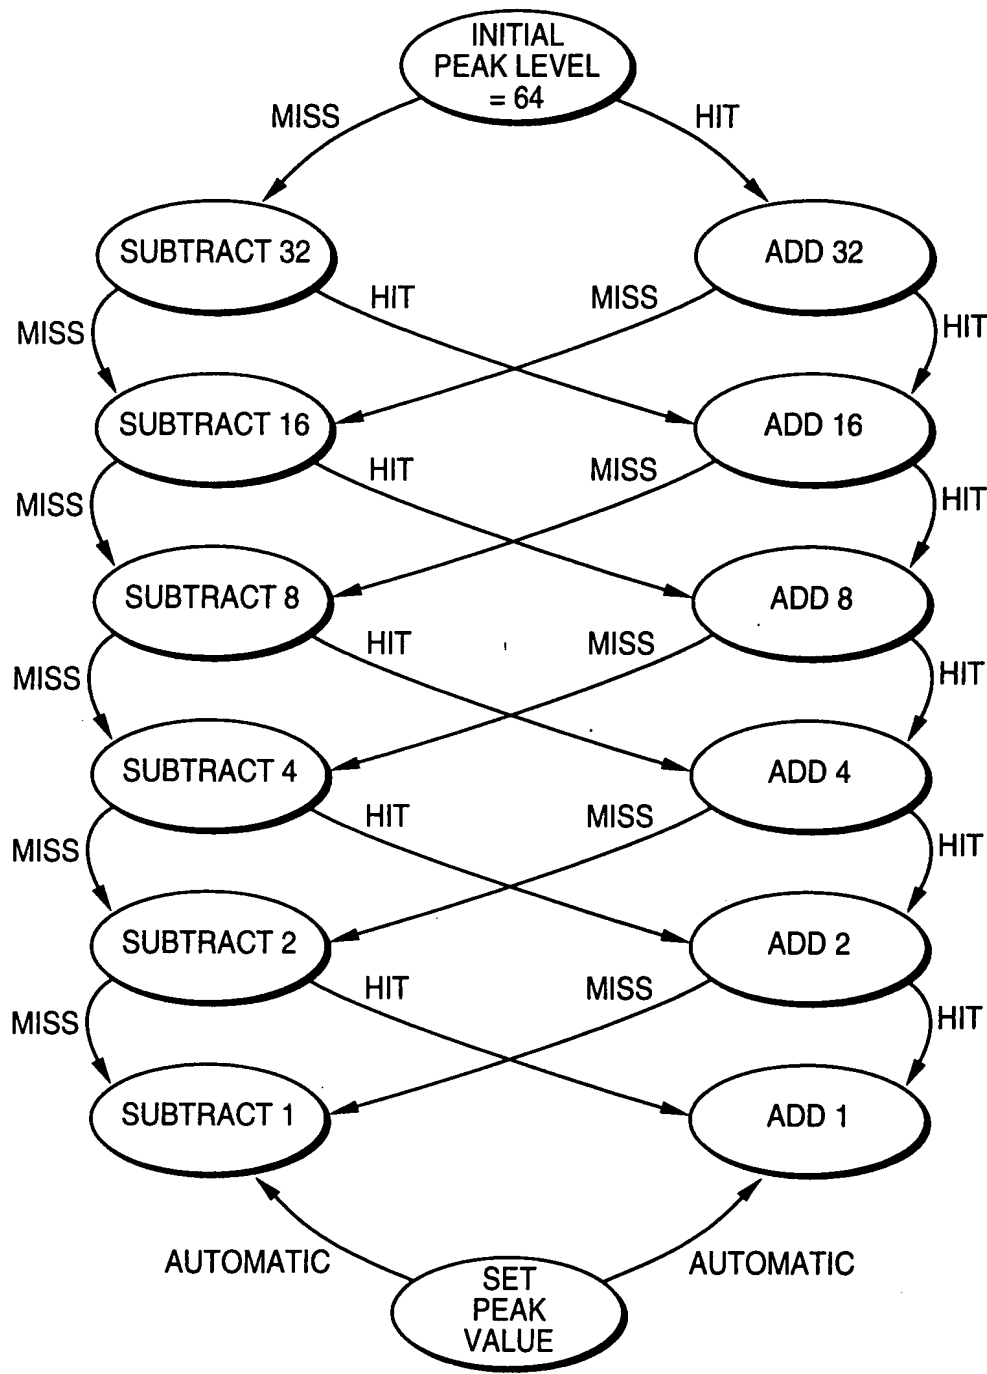 INITIAL
PEAK LEVEL
= 64
MISS
HIT
SUBTRACT 32
ADD 32
HIT
MISS
MISS
HIT
SUBTRACT 16
ADD 16
HIT
MISS
MISS
HIT
SUBTRACT 8
ADD 8
HIT
MISS
MISS
HIT
SUBTRACT 4
ADD 4
HIT
MISS
MISS
HIT
SUBTRACT 2
ADD 2
HIT
MISS
MISS
HIT
SUBTRACT 1
ADD 1
AUTOMATIC
AUTOMATIC
SET
PEAK
VALUE